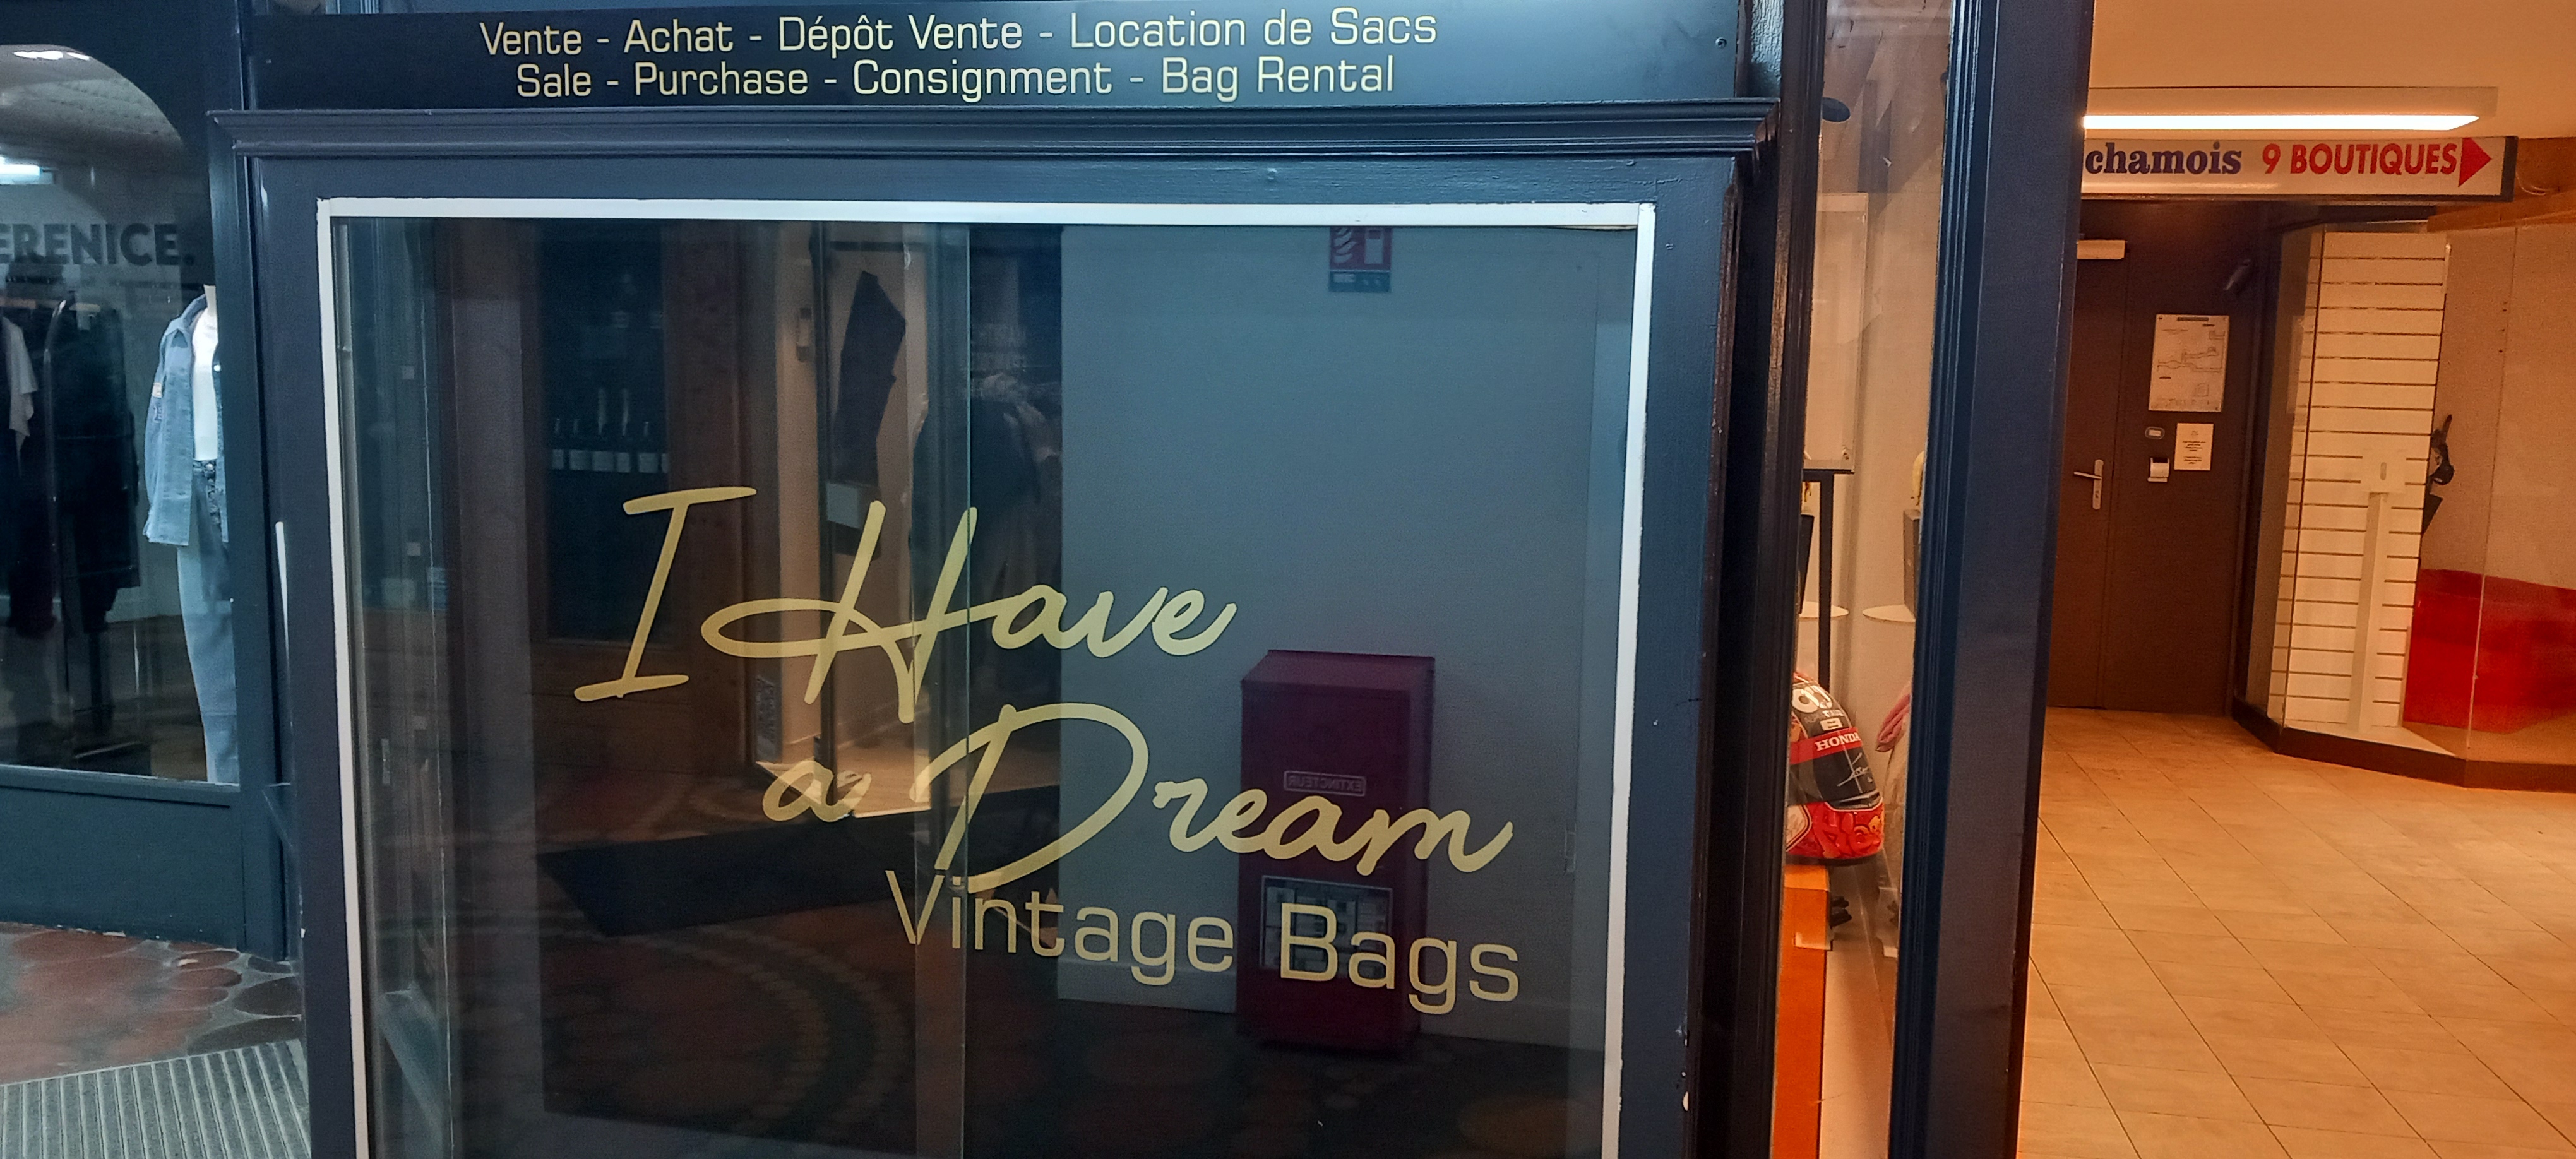 Vente - Achat - Dépôt Vente - Location de Sacs
Sale - Purchase - Consignment - Bag Rental
chamois 9 BOUTIQUES
ERENICE.
I Have
a Dream
Vintage Bags
EXTINCTEUR
HONDA